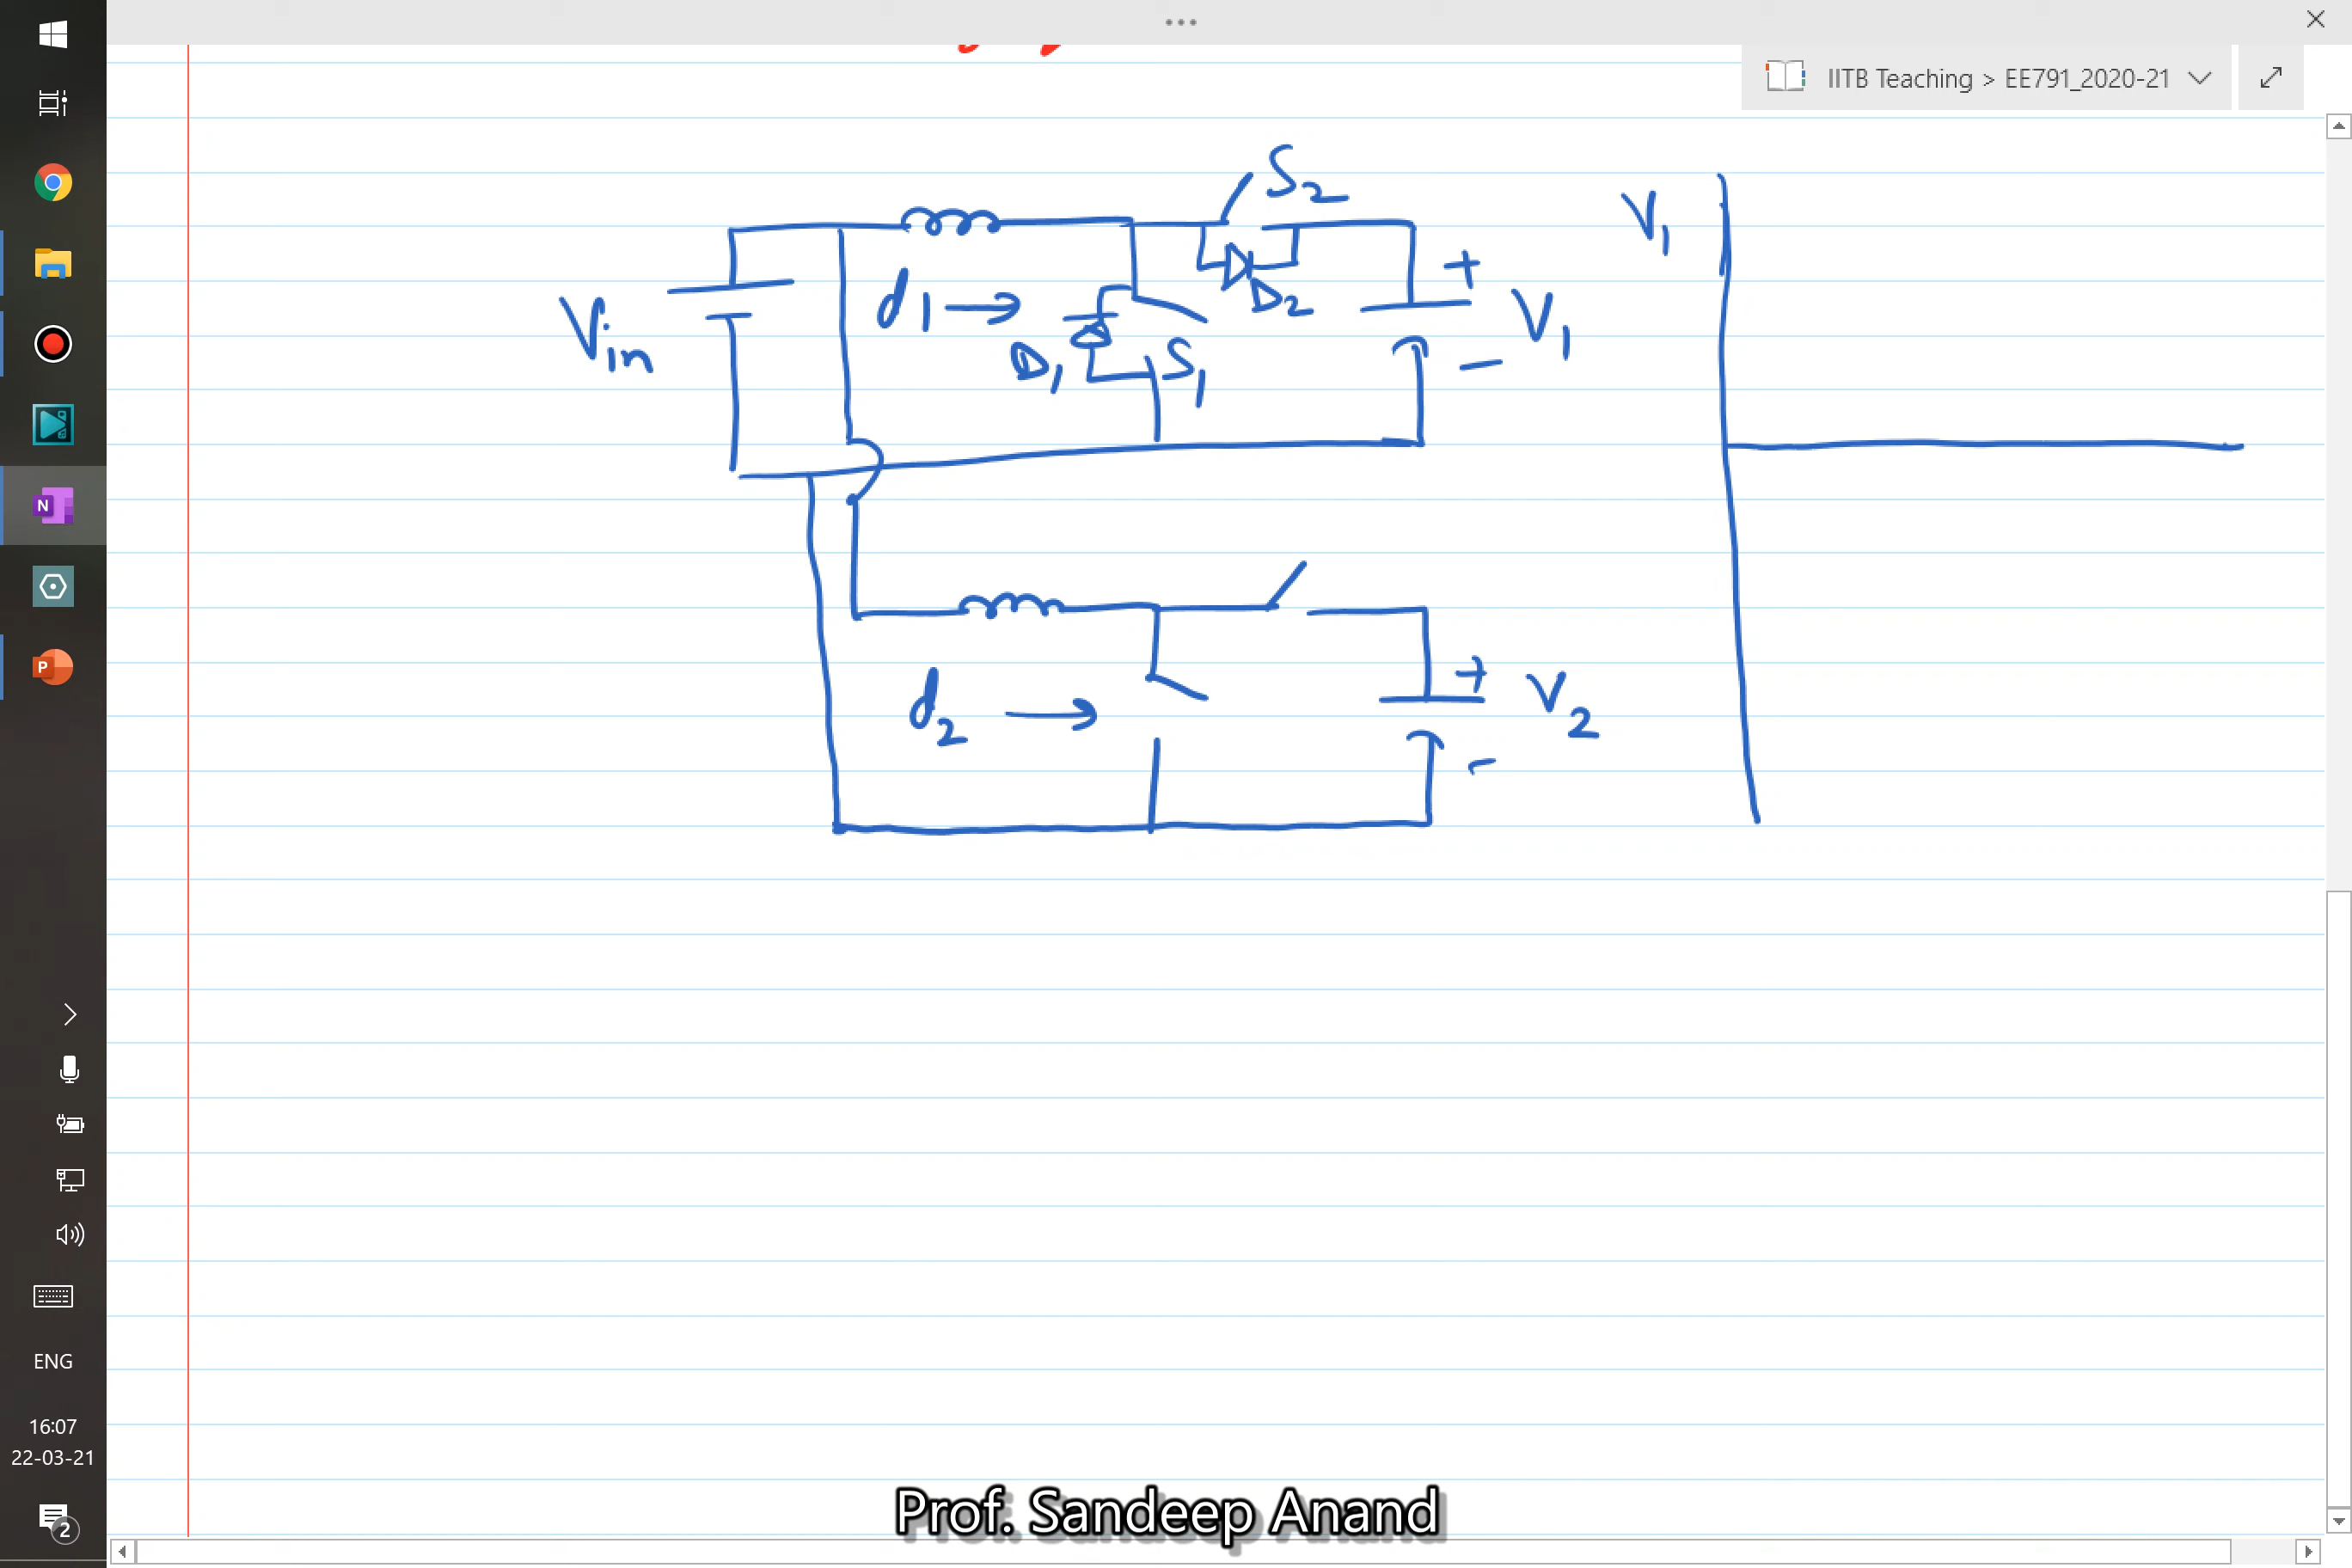 IITB Teaching > EE791_2020-21
S2
V1
Vin
d1
D2
+
V1
D1
S1
-
d2
+
V2
-
N
P
ENG
16:07
22-03-21
2
Prof. Sandeep Anand